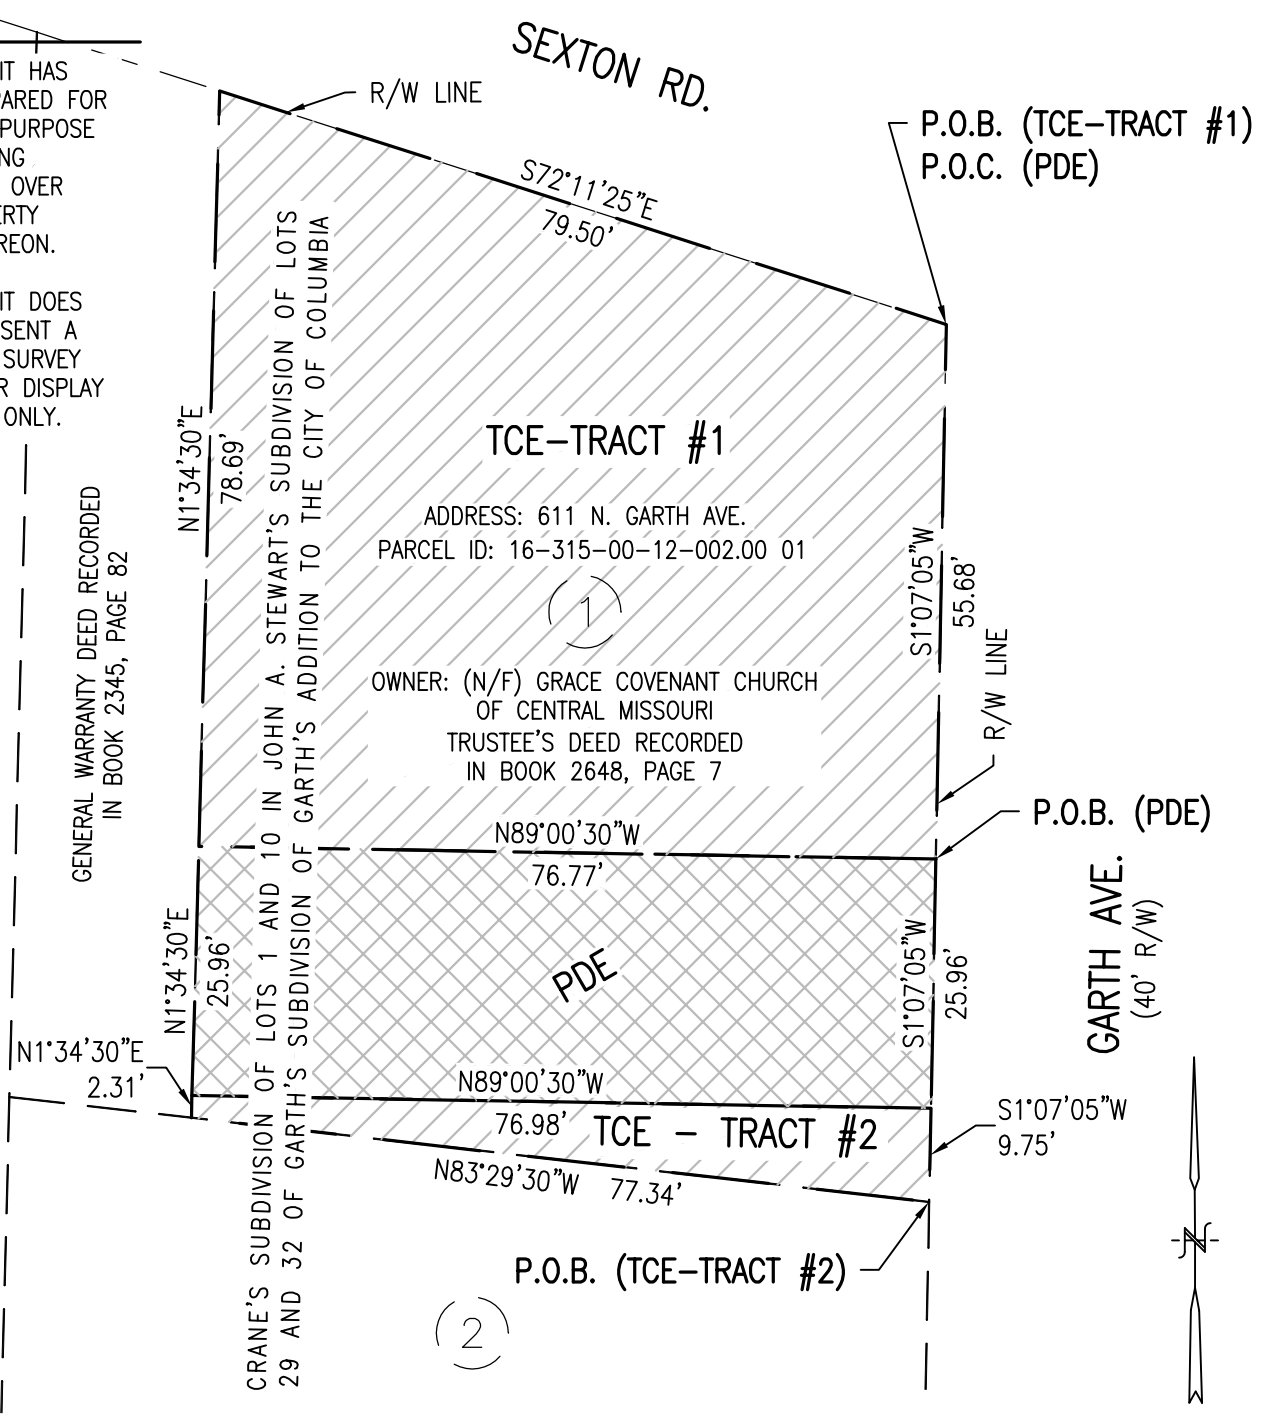 SEXTON RD.
R/W LINE
P.O.B. (TCE-TRACT #1)
P.O.C. (PDE)
IT HAS
PARED FOR
PURPOSE
NG
OVER
ERTY
REON.
IT DOES
SENT A
SURVEY
R DISPLAY
ONLY.
S72°11'25"E
79.50'
N1°34'30"E
78.69'
TCE-TRACT #1
ADDRESS: 611 N. GARTH AVE.
PARCEL ID: 16-315-00-12-002.00 01
1
OWNER: (N/F) GRACE COVENANT CHURCH
OF CENTRAL MISSOURI
TRUSTEE'S DEED RECORDED
IN BOOK 2648, PAGE 7
S1°07'05"W
55.68'
R/W LINE
GENERAL WARRANTY DEED RECORDED
IN BOOK 2345, PAGE 82
CRANE'S SUBDIVISION OF LOTS 1 AND 10 IN JOHN A. STEWART'S SUBDIVISION OF LOTS
29 AND 32 OF GARTH'S SUBDIVISION OF GARTH'S ADDITION TO THE CITY OF COLUMBIA
P.O.B. (PDE)
N89°00'30"W
76.77'
GARTH AVE.
(40' R/W)
N1°34'30"E
25.96'
PDE
S1°07'05"W
25.96'
N1°34'30"E
2.31'
N89°00'30"W
76.98'
TCE - TRACT #2
S1°07'05"W
9.75'
N83°29'30"W 77.34'
P.O.B. (TCE-TRACT #2)
2
N